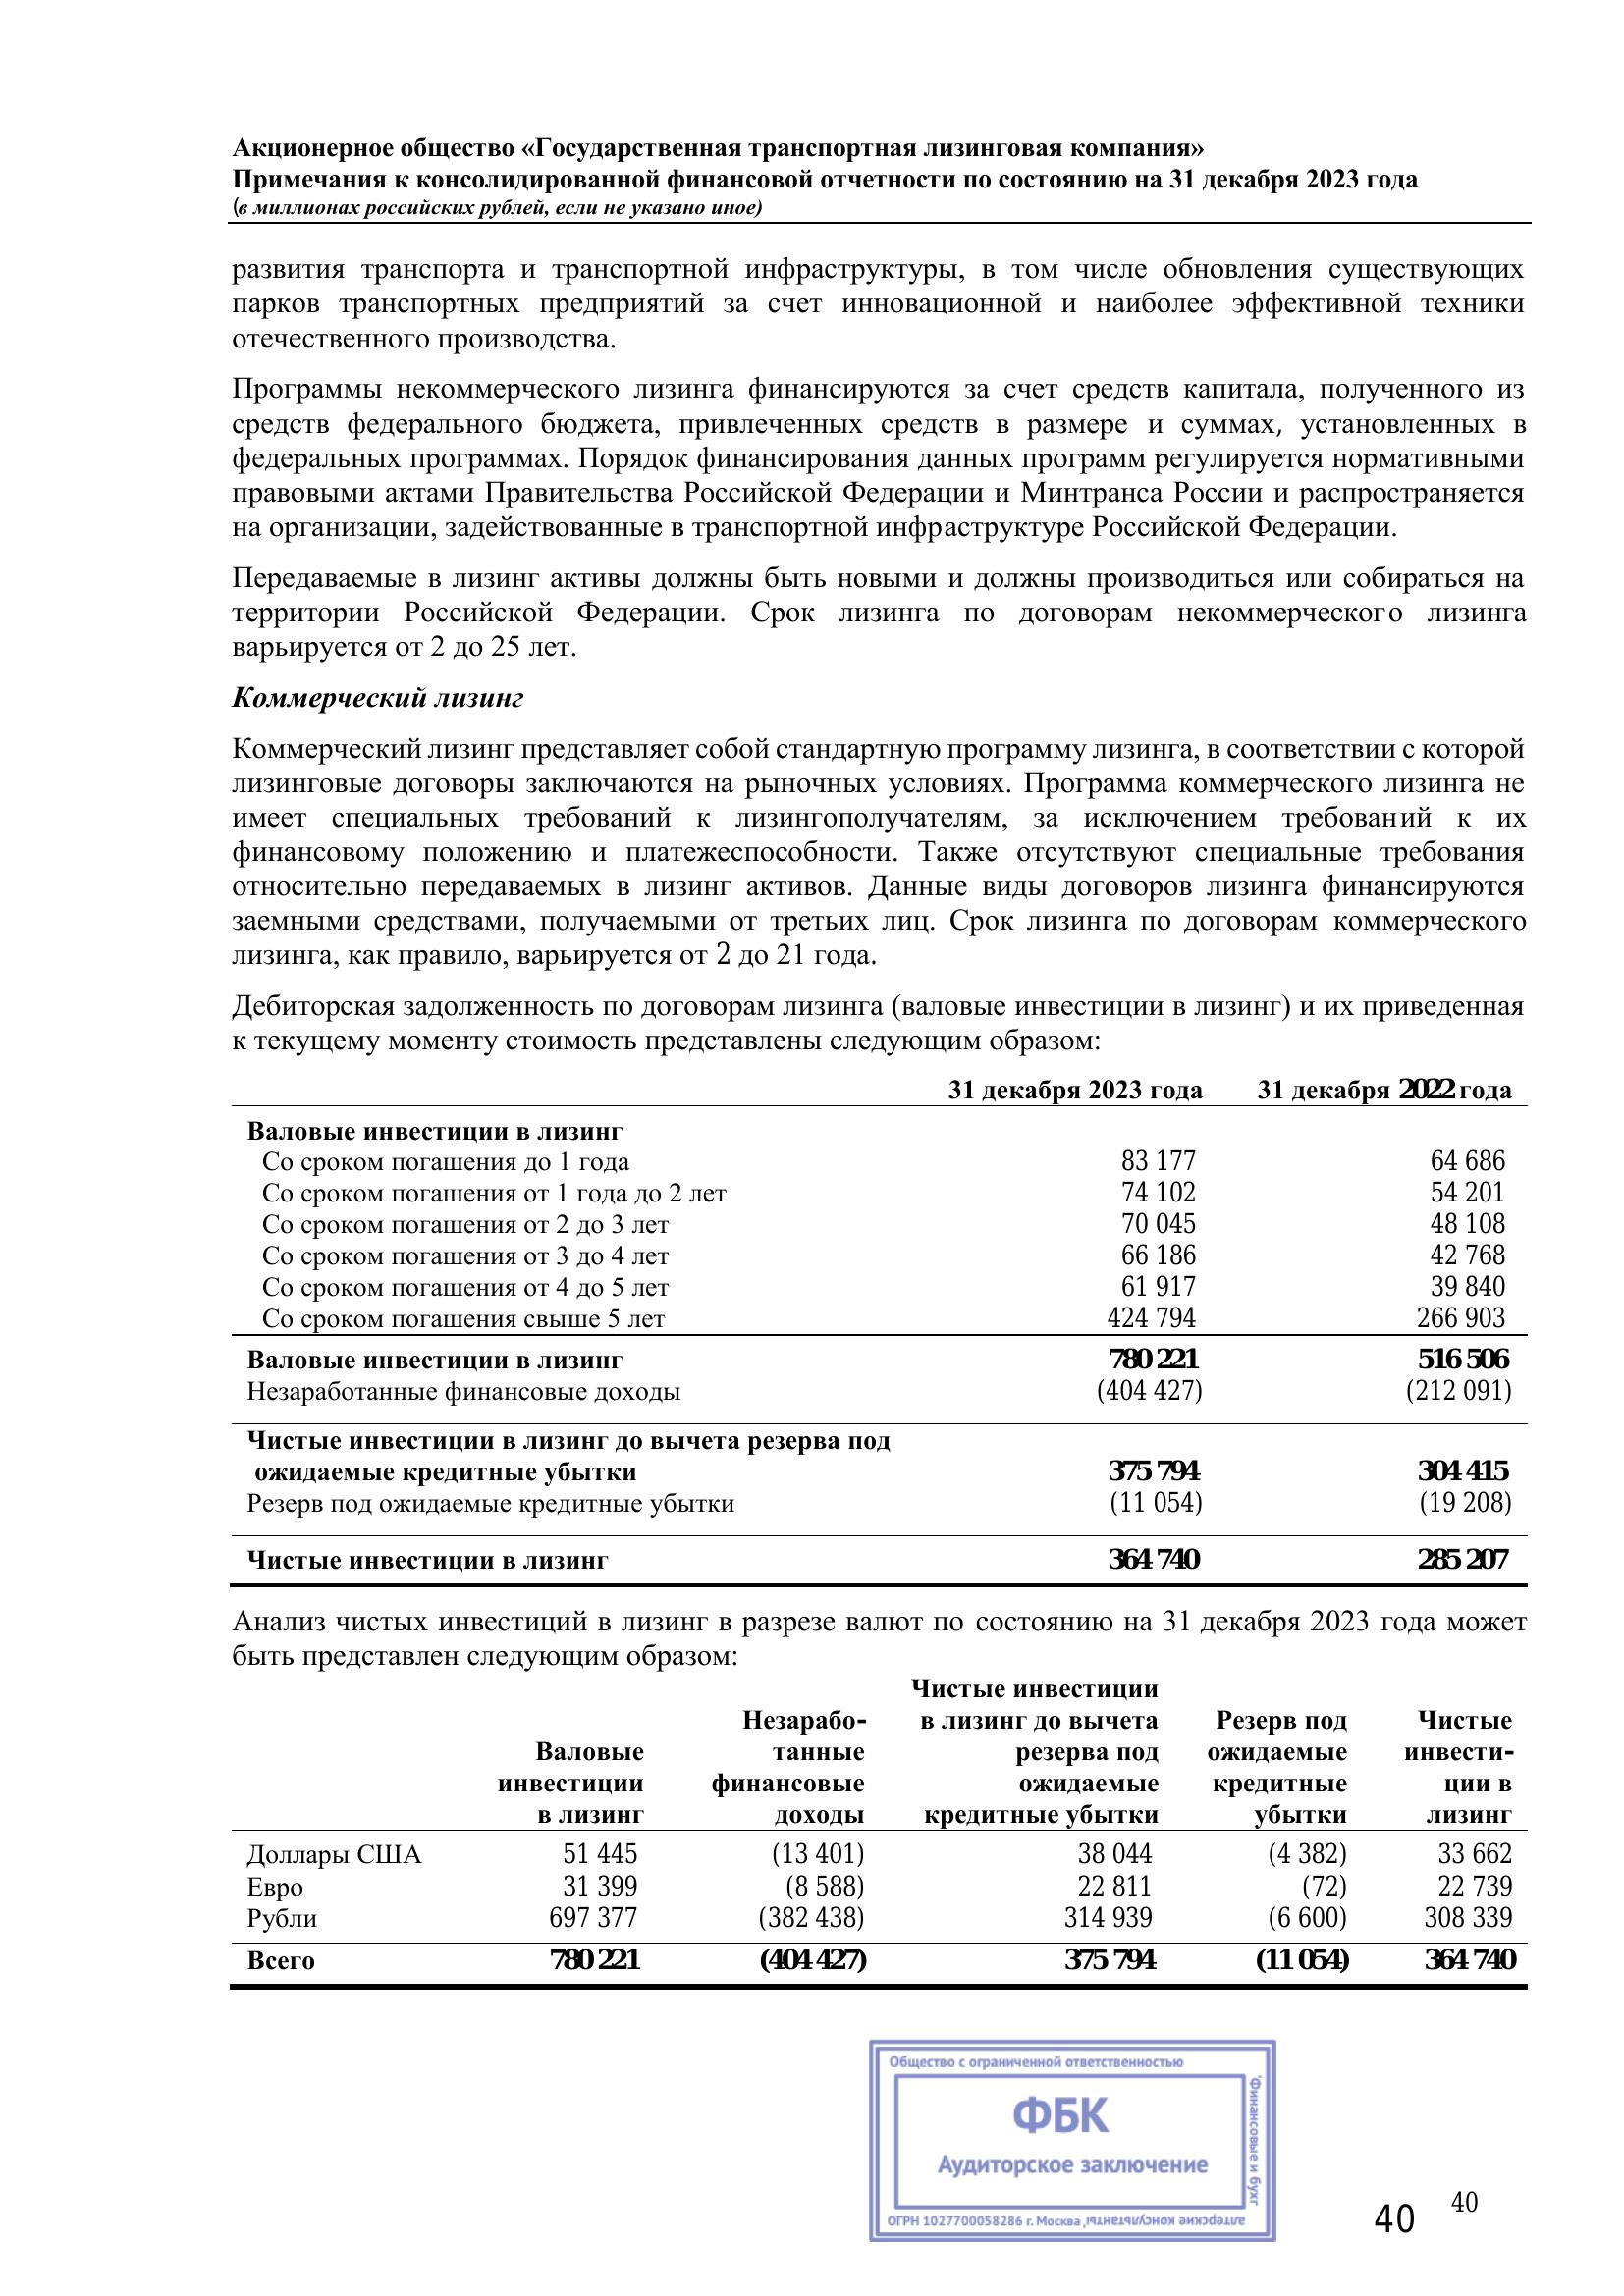 Акционерное общество «Государственная транспортная лизинговая компания»
Примечания к консолидированной финансовой отчетности по состоянию на 31 декабря 2023 года
(в миллионах российских рублей, если не указано иное)
развития транспорта и транспортной инфраструктуры, в том числе обновления существующих
парков транспортных предприятий за счет инновационной и наиболее эффективной техники
отечественного производства.
Программы некоммерческого лизинга финансируются за счет средств капитала, полученного из
средств федерального бюджета, привлеченных средств в размере и суммах, установленных в
федеральных программах. Порядок финансирования данных программ регулируется нормативными
правовыми актами Правительства Российской Федерации и Минтранса России и распространяется
на организации, задействованные в транспортной инфраструктуре Российской Федерации.
Передаваемые в лизинг активы должны быть новыми и должны производиться или собираться на
территории Российской Федерации. Срок лизинга по договорам некоммерческого лизинга
варьируется от 2 до 25 лет.
Коммерческий лизинг
Коммерческий лизинг представляет собой стандартную программу лизинга, в соответствии с которой
лизинговые договоры заключаются на рыночных условиях. Программа коммерческого лизинга не
имеет специальных требований к лизингополучателям, за исключением требований к их
финансовому положению и платежеспособности. Также отсутствуют специальные требования
относительно передаваемых в лизинг активов. Данные виды договоров лизинга финансируются
заемными средствами, получаемыми от третьих лиц. Срок лизинга по договорам коммерческого
лизинга, как правило, варьируется от 2 до 21 года.
Дебиторская задолженность по договорам лизинга (валовые инвестиции в лизинг) и их приведенная
к текущему моменту стоимость представлены следующим образом:
31 декабря 2023 года 31 декабря 2022 года
Валовые инвестиции в лизинг
Со сроком погашения до 1 года 83 177 64 686
Со сроком погашения от 1 года до 2 лет 74 102 54 201
Со сроком погашения от 2 до 3 лет 70 045 48 108
Со сроком погашения от 3 до 4 лет 66 186 42 768
Со сроком погашения от 4 до 5 лет 61 917 39 840
Со сроком погашения свыше 5 лет 424 794 266 903
Валовые инвестиции в лизинг 780 221 516 506
Незаработанные финансовые доходы (404 427) (212 091)
Чистые инвестиции в лизинг до вычета резерва под
ожидаемые кредитные убытки 375 794 304 415
Резерв под ожидаемые кредитные убытки (11 054) (19 208)
Чистые инвестиции в лизинг 364 740 285 207
Анализ чистых инвестиций в лизинг в разрезе валют по состоянию на 31 декабря 2023 года может
быть представлен следующим образом:
Чистые инвестиции
Незарабо- в лизинг до вычета Резерв под Чистые
Валовые танные резерва под ожидаемые инвести-
инвестиции финансовые ожидаемые кредитные ции в
в лизинг доходы кредитные убытки убытки лизинг
Доллары США 51 445 (13 401) 38 044 (4 382) 33 662
Евро 31 399 (8 588) 22 811 (72) 22 739
Рубли 697 377 (382 438) 314 939 (6 600) 308 339
Всего 780 221 (404 427) 375 794 (11 054) 364 740
Общество с ограниченной ответственностью
"Финансовые и бухг
алтерские консультанты"
ФБК
Аудиторское заключение
ОГРН 1027700058286 г. Москва
40
40